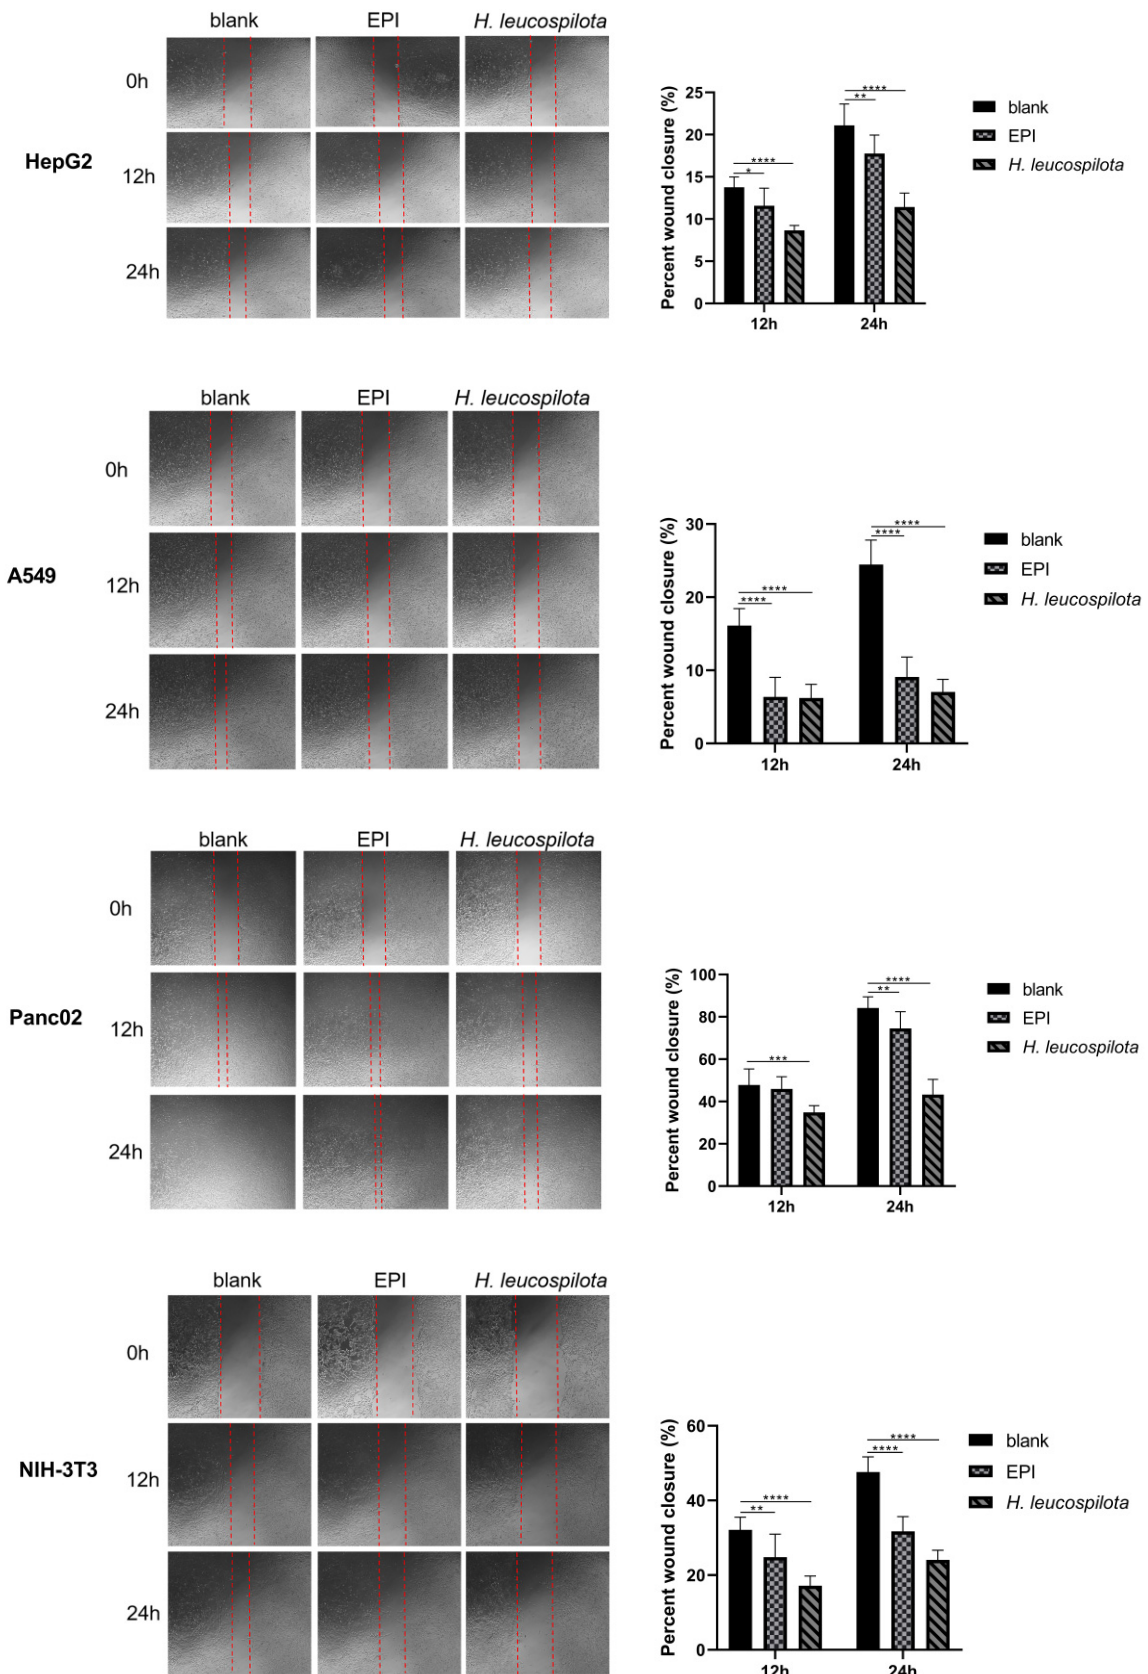 blank EPI H. leucospilota
0h
HepG2
12h
24h
Percent wound closure (%)
25
20
15
10
5
0
**** **
**** *
12h 24h
blank
EPI
H. leucospilota
blank EPI H. leucospilota
0h
A549
12h
24h
Percent wound closure (%)
30
20
10
0
**** ****
**** ****
12h 24h
blank
EPI
H. leucospilota
blank EPI H. leucospilota
0h
Panc02
12h
24h
Percent wound closure (%)
100
80
60
40
20
0
**** **
***
12h 24h
blank
EPI
H. leucospilota
blank EPI H. leucospilota
0h
NIH-3T3
12h
24h
Percent wound closure (%)
60
40
20
0
**** ****
**** **
12h 24h
blank
EPI
H. leucospilota